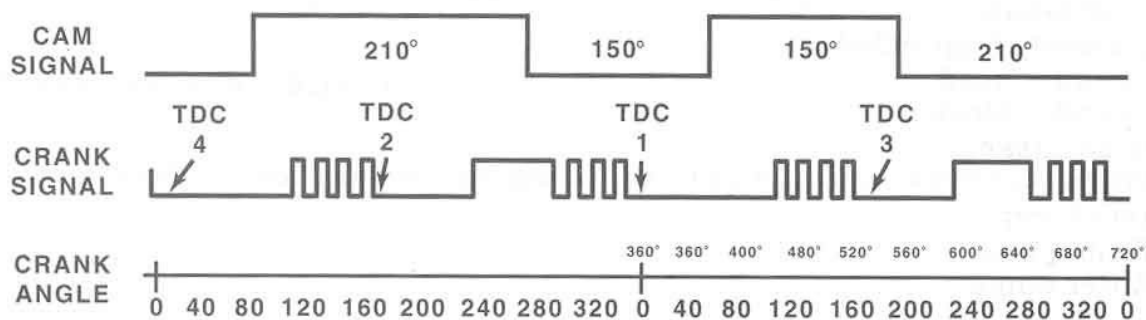 CAM
SIGNAL
210° 150° 150° 210°
TDC
4
TDC
2
TDC
1
TDC
3
CRANK
SIGNAL
360° 360° 400° 480° 520° 560° 600° 640° 680° 720°
CRANK
ANGLE
0 40 80 120 160 200 240 280 320 0 40 80 120 160 200 240 280 320 0